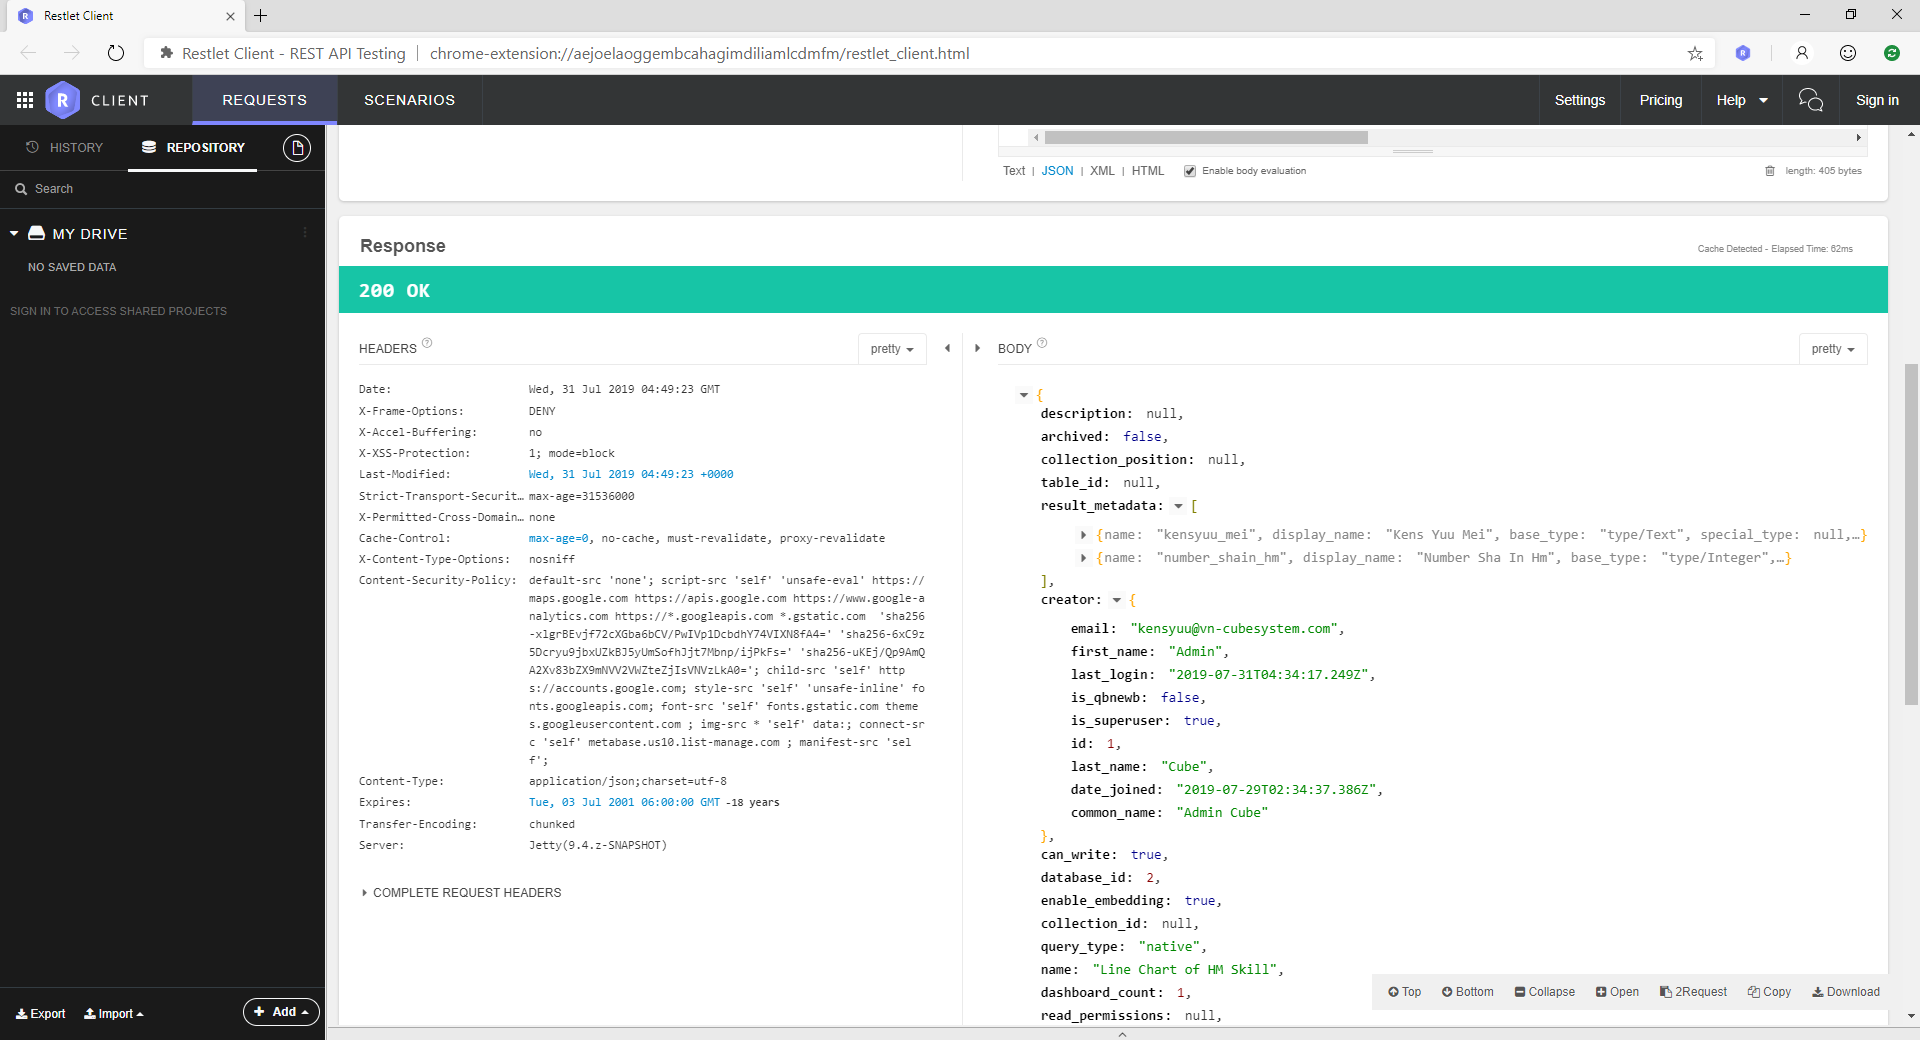 Restlet Client
Restlet Client - REST API Testing | chrome-extension://aejoelaoggembcahagimdiliamlcdmfm/restlet_client.html
R CLIENT REQUESTS SCENARIOS Settings Pricing Help Sign in
HISTORY REPOSITORY
Search
MY DRIVE
NO SAVED DATA
SIGN IN TO ACCESS SHARED PROJECTS
Export Import Add
Text | JSON | XML | HTML Enable body evaluation length: 405 bytes
Response Cache Detected - Elapsed Time: 62ms
200 OK
HEADERS ? pretty
Date: Wed, 31 Jul 2019 04:49:23 GMT
X-Frame-Options: DENY
X-Accel-Buffering: no
X-XSS-Protection: 1; mode=block
Last-Modified: Wed, 31 Jul 2019 04:49:23 +0000
Strict-Transport-Securit… max-age=31536000
X-Permitted-Cross-Domain… none
Cache-Control: max-age=0, no-cache, must-revalidate, proxy-revalidate
X-Content-Type-Options: nosniff
Content-Security-Policy: default-src 'none'; script-src 'self' 'unsafe-eval' https://
maps.google.com https://apis.google.com https://www.google-a
nalytics.com https://*.googleapis.com *.gstatic.com  'sha256
-xlgrBEvjf72cXGba6bCV/PwIVp1DcbdhY74VIXN8fA4=' 'sha256-6xC9z
5Dcryu9jbxUZkBJ5yUmSofhJjt7Mbnp/ijPkFs=' 'sha256-uKEj/Qp9AmQ
A2Xv83bZX9mNVV2VWZteZjIsVNVzLkA0='; child-src 'self' http
s://accounts.google.com; style-src 'self' 'unsafe-inline' fo
nts.googleapis.com; font-src 'self' fonts.gstatic.com theme
s.googleusercontent.com ; img-src * 'self' data:; connect-sr
c 'self' metabase.us10.list-manage.com ; manifest-src 'sel
f';
Content-Type: application/json;charset=utf-8
Expires: Tue, 03 Jul 2001 06:00:00 GMT -18 years
Transfer-Encoding: chunked
Server: Jetty(9.4.z-SNAPSHOT)
COMPLETE REQUEST HEADERS
BODY ? pretty
{
description: null,
archived: false,
collection_position: null,
table_id: null,
result_metadata: [
{name: "kensyuu_mei", display_name: "Kens Yuu Mei", base_type: "type/Text", special_type: null,…}
{name: "number_shain_hm", display_name: "Number Sha In Hm", base_type: "type/Integer",…}
],
creator: {
email: "kensyuu@vn-cubesystem.com",
first_name: "Admin",
last_login: "2019-07-31T04:34:17.249Z",
is_qbnewb: false,
is_superuser: true,
id: 1,
last_name: "Cube",
date_joined: "2019-07-29T02:34:37.386Z",
common_name: "Admin Cube"
},
can_write: true,
database_id: 2,
enable_embedding: true,
collection_id: null,
query_type: "native",
name: "Line Chart of HM Skill",
dashboard_count: 1,
read_permissions: null,
Top Bottom Collapse Open 2Request Copy Download